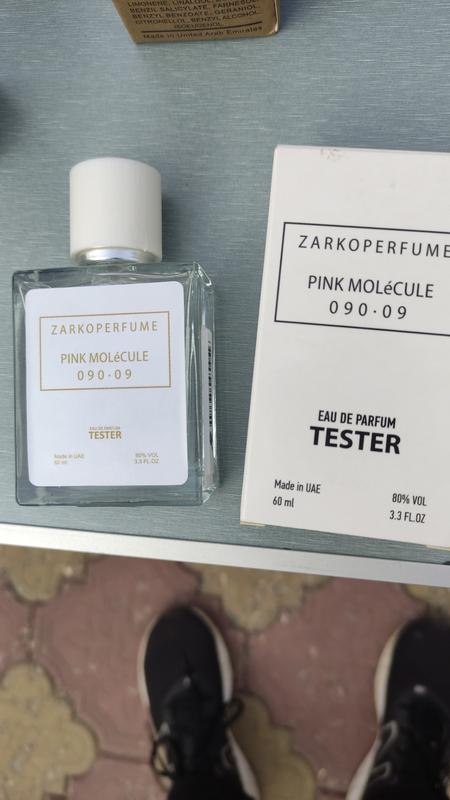 LIMONENE, LINALOOL,
BENZIL SALICYLATE, FARNESOL,
BENZYL BENZOATE, GERANIOL,
CITRONELLOL, BENZYL ALCOHOL,
ISOEUGENOL.
Made in United Arab Emirates
ZARKOPERFUME
PINK MOLéCULE
090·09
EAU DE PARFUM
TESTER
Made in UAE
60 ml
80% VOL
3.3 FL.OZ
ZARKOPERFUME
PINK MOLéCULE
090·09
EAU DE PARFUM
TESTER
Made in UAE
60 ml
80% VOL
3.3 FL.OZ